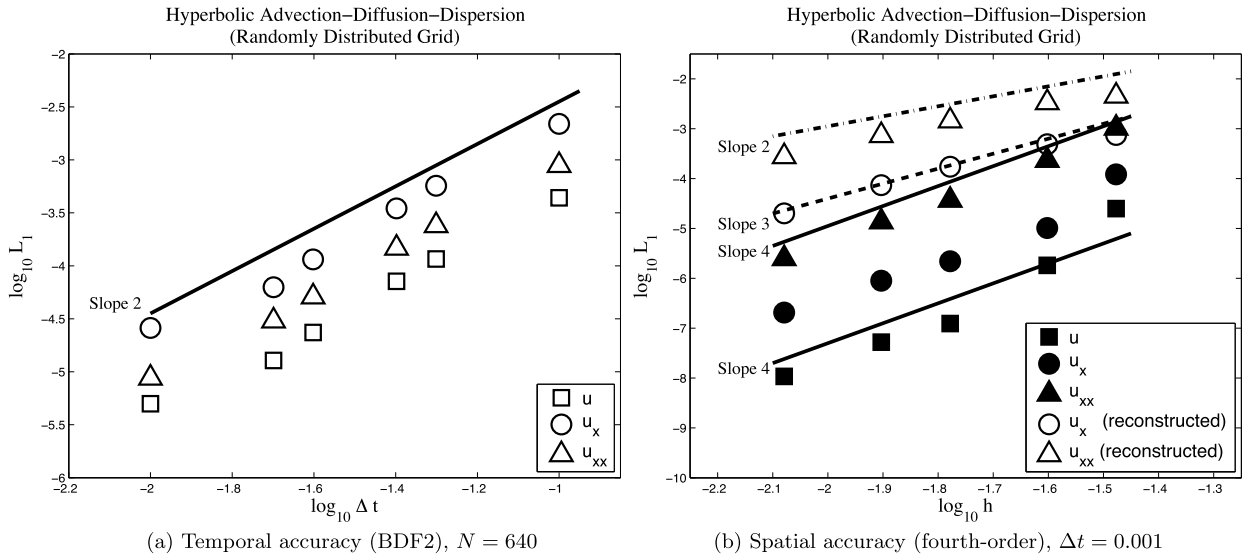 Hyperbolic Advection−Diffusion−Dispersion
(Randomly Distributed Grid)
−2
−2.5
−3
−3.5
−4
−4.5
−5
−5.5
−6
log10 L1
Slope 2
u
ux
uxx
−2.2
−2
−1.8
−1.6
−1.4
−1.2
−1
log10 Δ t
(a) Temporal accuracy (BDF2), N = 640
Hyperbolic Advection−Diffusion−Dispersion
(Randomly Distributed Grid)
−2
−3
−4
−5
−6
−7
−8
−9
−10
log10 L1
Slope 2
Slope 3
Slope 4
Slope 4
u
ux
uxx
ux (reconstructed)
uxx (reconstructed)
−2.2
−2.1
−2
−1.9
−1.8
−1.7
−1.6
−1.5
−1.4
−1.3
log10 h
(b) Spatial accuracy (fourth-order), Δt = 0.001